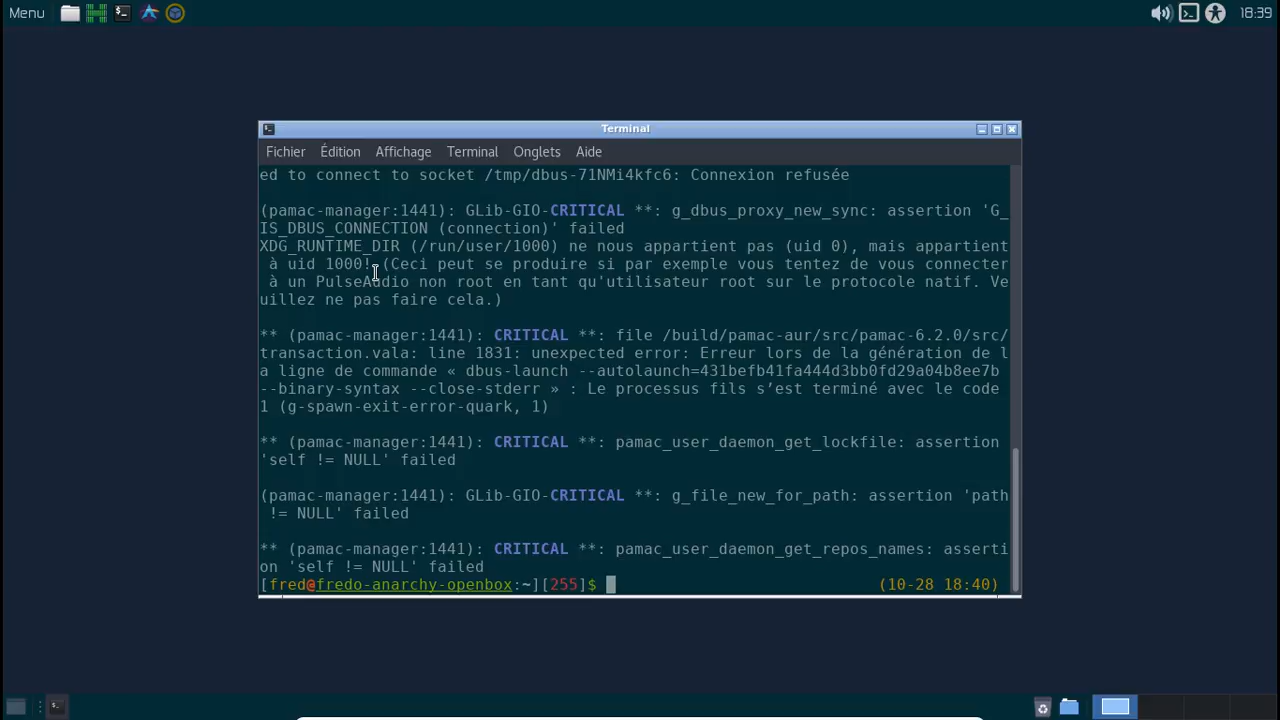 Menu
18:39
Terminal
Fichier Édition Affichage Terminal Onglets Aide
ed to connect to socket /tmp/dbus-71NMi4kfc6: Connexion refusée
(pamac-manager:1441): GLib-GIO-CRITICAL **: g_dbus_proxy_new_sync: assertion 'G_
IS_DBUS_CONNECTION (connection)' failed
XDG_RUNTIME_DIR (/run/user/1000) ne nous appartient pas (uid 0), mais appartient
à uid 1000! (Ceci peut se produire si par exemple vous tentez de vous connecter
à un PulseAudio non root en tant qu'utilisateur root sur le protocole natif. Ve
uillez ne pas faire cela.)
** (pamac-manager:1441): CRITICAL **: file /build/pamac-aur/src/pamac-6.2.0/src/
transaction.vala: line 1831: unexpected error: Erreur lors de la génération de l
a ligne de commande « dbus-launch --autolaunch=431befb41fa444d3bb0fd29a04b8ee7b
--binary-syntax --close-stderr » : Le processus fils s’est terminé avec le code
1 (g-spawn-exit-error-quark, 1)
** (pamac-manager:1441): CRITICAL **: pamac_user_daemon_get_lockfile: assertion
'self != NULL' failed
(pamac-manager:1441): GLib-GIO-CRITICAL **: g_file_new_for_path: assertion 'path
!= NULL' failed
** (pamac-manager:1441): CRITICAL **: pamac_user_daemon_get_repos_names: asserti
on 'self != NULL' failed
[fred@fredo-anarchy-openbox:~][255]$ (10-28 18:40)